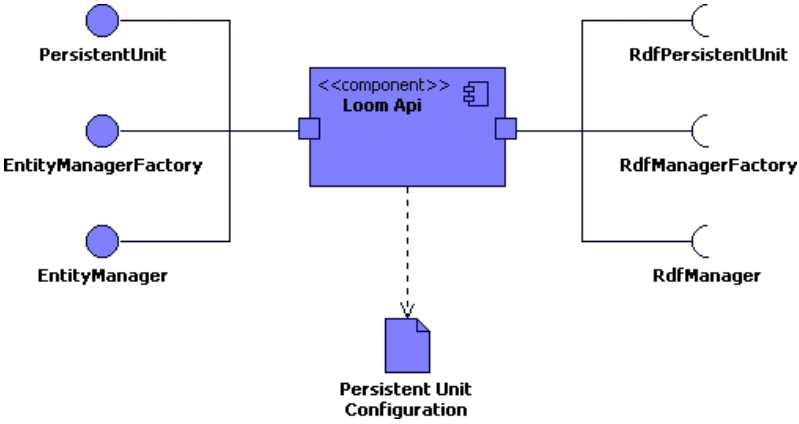 PersistentUnit
RdfPersistentUnit
<<component>>
Loom Api
EntityManagerFactory
RdfManagerFactory
EntityManager
RdfManager
Persistent Unit
Configuration